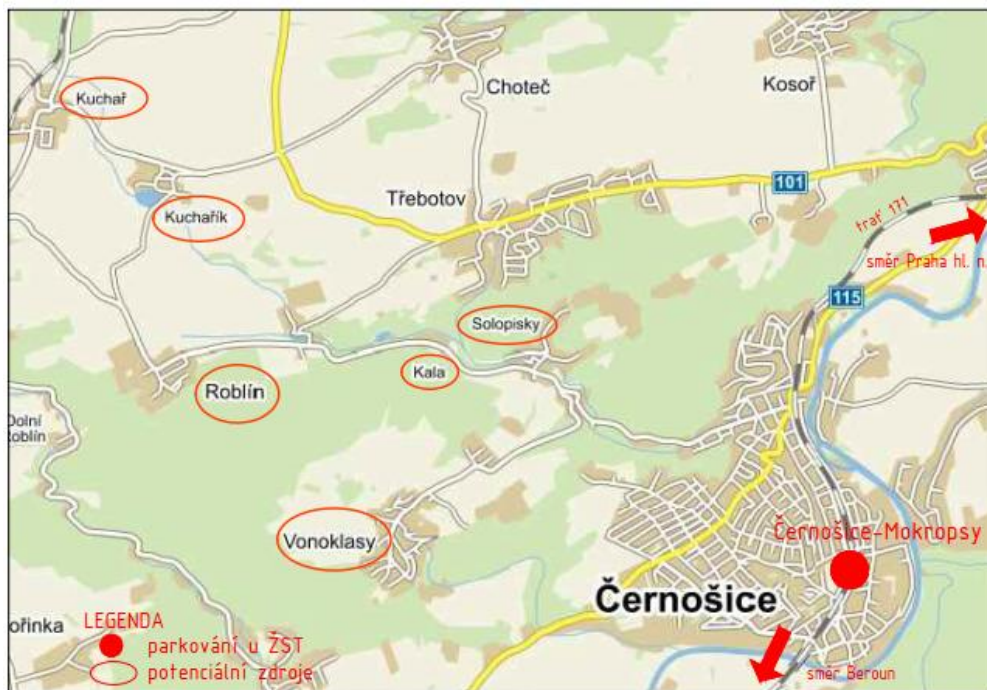 Kuchař
Choteč
Kosoř
Kuchařík
Třebotov
101
trať 171
směr Praha hl. n.
115
Solopisky
Kala
Roblín
Dolní
Roblín
Vonoklasy
Černošice-Mokropsy
Černošice
ořinka
LEGENDA
parkování u ŽST
potenciální zdroje
směr Beroun